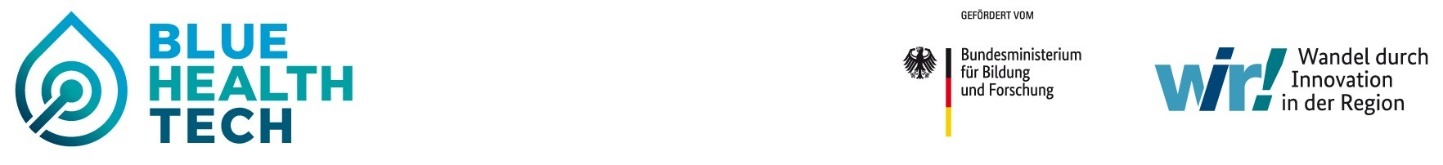 BLUE
HEALTH
TECH
GEFÖRDERT VOM
Bundesministerium
für Bildung
und Forschung
wir!
Wandel durch
Innovation
in der Region